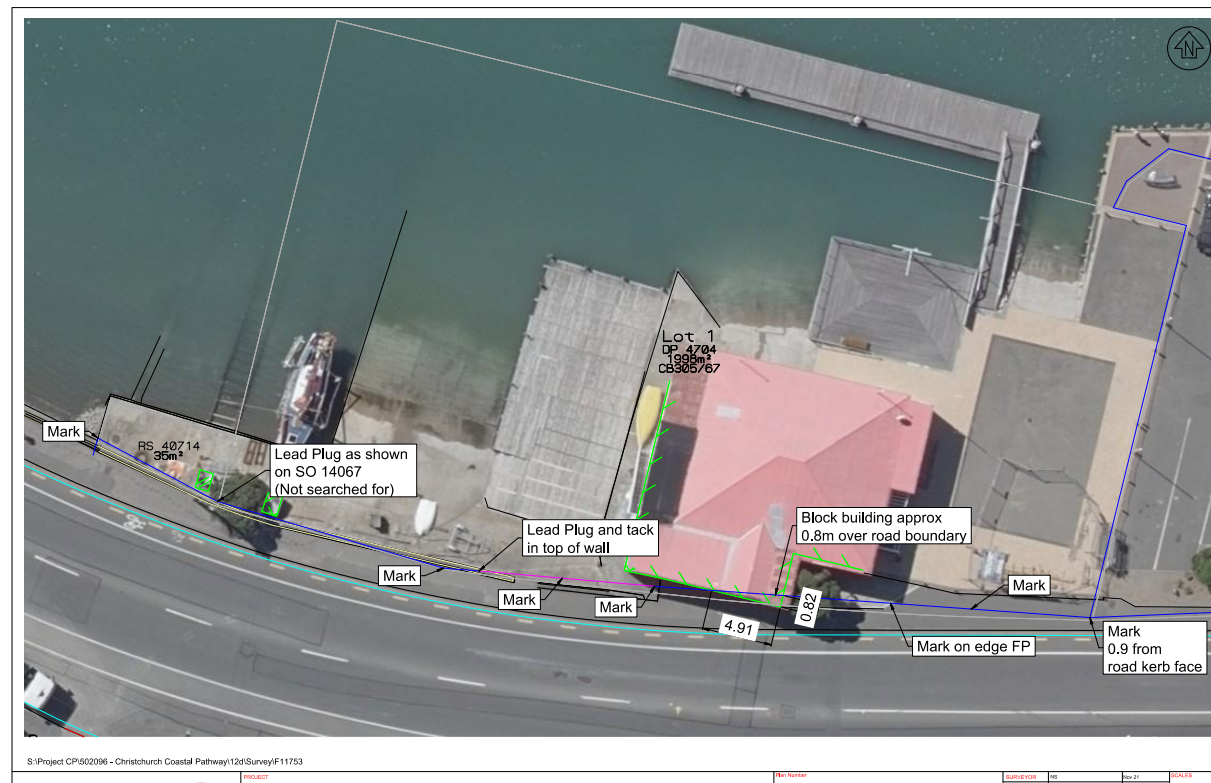 N
Lot 1
DP 4704
1998m²
CB305/67
Mark
RS 40714
35m²
Lead Plug as shown
on SO 14067
(Not searched for)
Block building approx
0.8m over road boundary
Lead Plug and tack
in top of wall
Mark
Mark
Mark
Mark
0.82
4.91
Mark on edge FP
Mark
0.9 from
road kerb face
S:\Project CP\502096 - Christchurch Coastal Pathway\12d\Survey\F11753
PROJECT
Plan Number
SURVEYOR
NS
Nov 21
SCALES